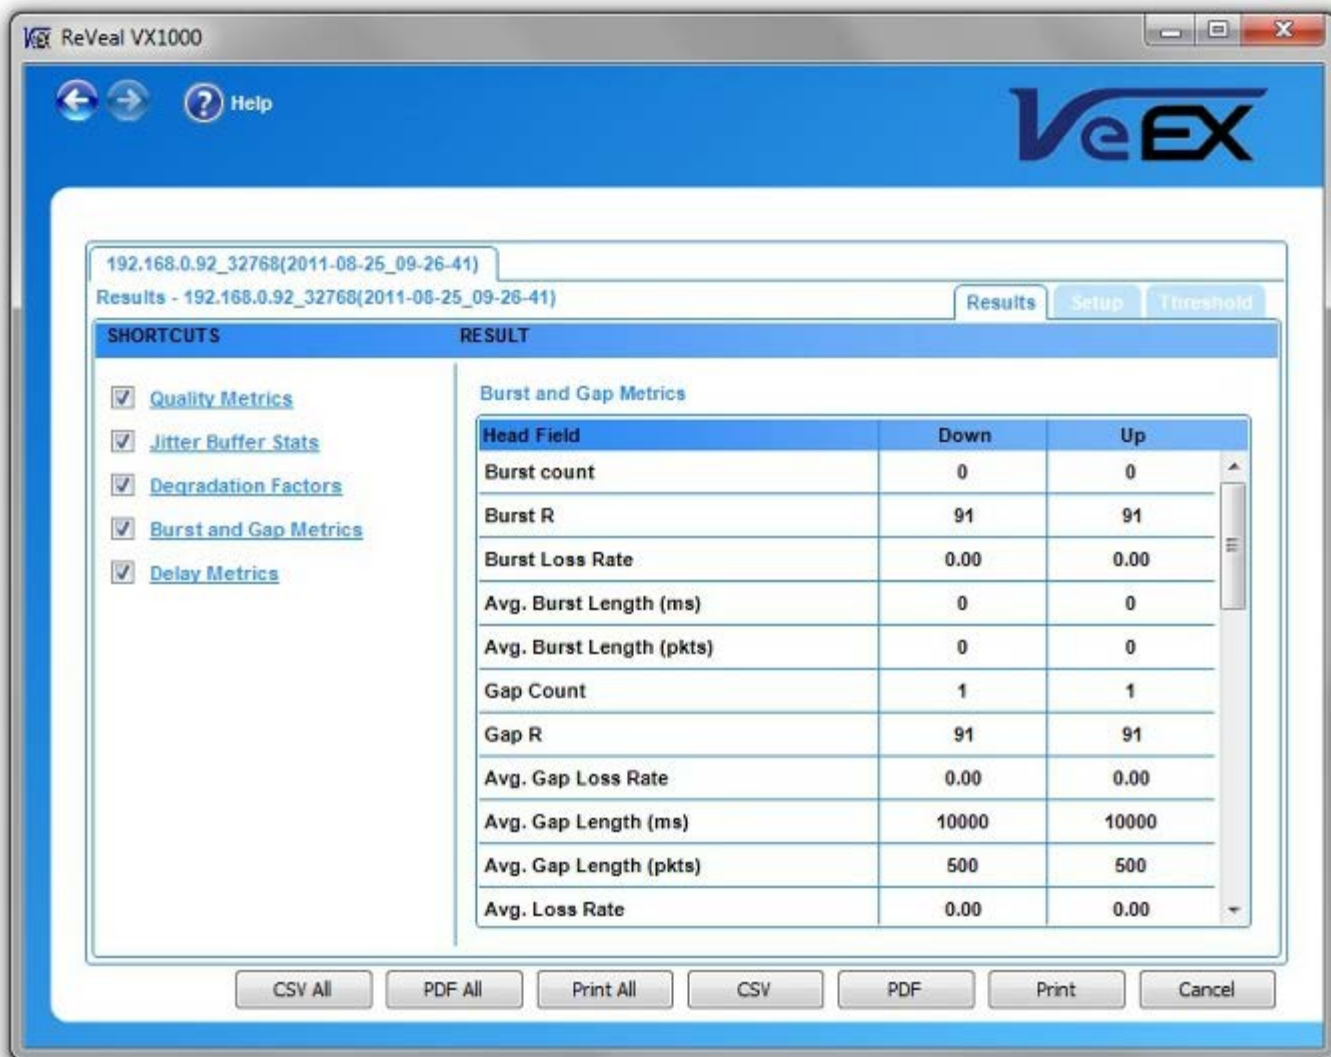 VeEX ReVeal VX1000
? Help
VeEX
192.168.0.92_32768(2011-08-25_09-26-41)
Results - 192.168.0.92_32768(2011-08-25_09-26-41)
Results Setup Threshold
SHORTCUTS RESULT
Quality Metrics
Jitter Buffer Stats
Degradation Factors
Burst and Gap Metrics
Delay Metrics
Burst and Gap Metrics
Head Field Down Up
Burst count 0 0
Burst R 91 91
Burst Loss Rate 0.00 0.00
Avg. Burst Length (ms) 0 0
Avg. Burst Length (pkts) 0 0
Gap Count 1 1
Gap R 91 91
Avg. Gap Loss Rate 0.00 0.00
Avg. Gap Length (ms) 10000 10000
Avg. Gap Length (pkts) 500 500
Avg. Loss Rate 0.00 0.00
CSV All PDF All Print All CSV PDF Print Cancel